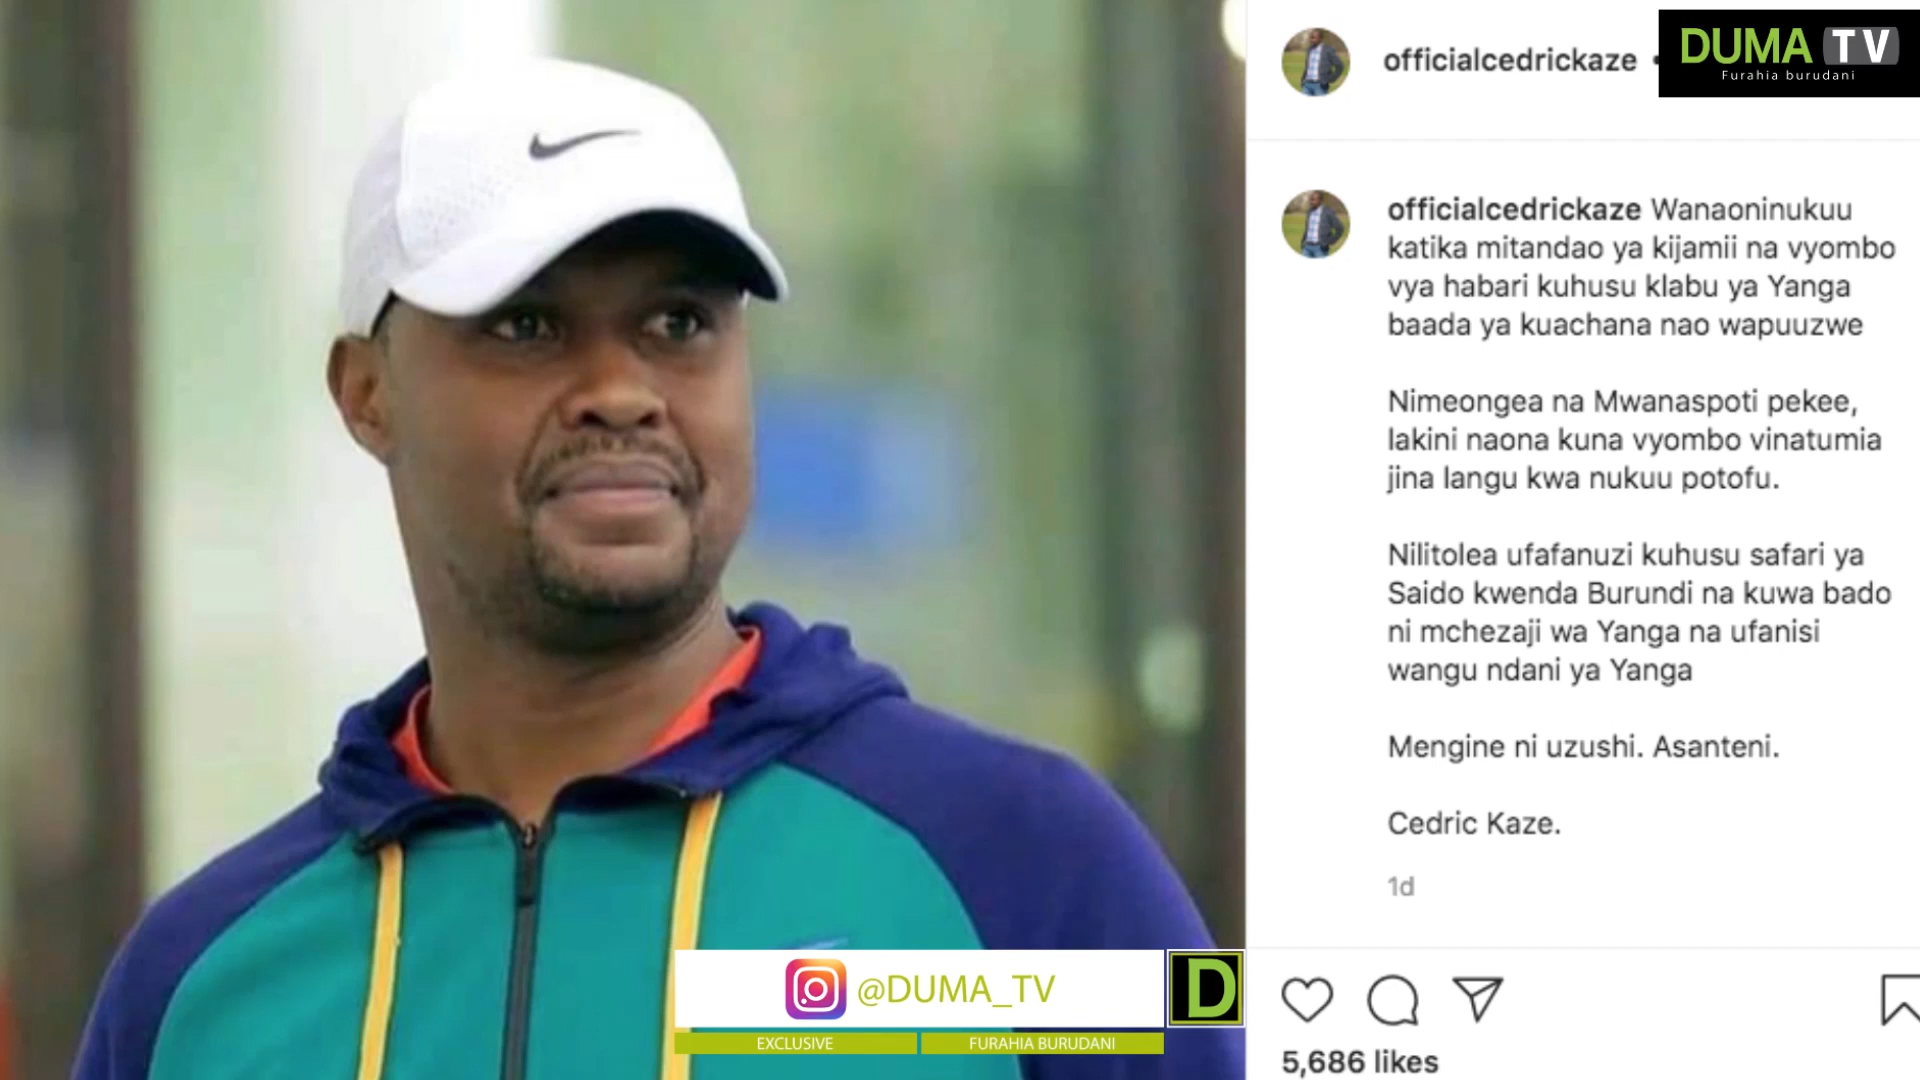 officialcedrickaze •
DUMA TV
Furahia burudani
officialcedrickaze Wanaoninukuu
katika mitandao ya kijamii na vyombo
vya habari kuhusu klabu ya Yanga
baada ya kuachana nao wapuuzwe
Nimeongea na Mwanaspoti pekee,
lakini naona kuna vyombo vinatumia
jina langu kwa nukuu potofu.
Nilitolea ufafanuzi kuhusu safari ya
Saido kwenda Burundi na kuwa bado
ni mchezaji wa Yanga na ufanisi
wangu ndani ya Yanga
Mengine ni uzushi. Asanteni.
Cedric Kaze.
1d
@DUMA_TV
D
EXCLUSIVE
FURAHIA BURUDANI
5,686 likes